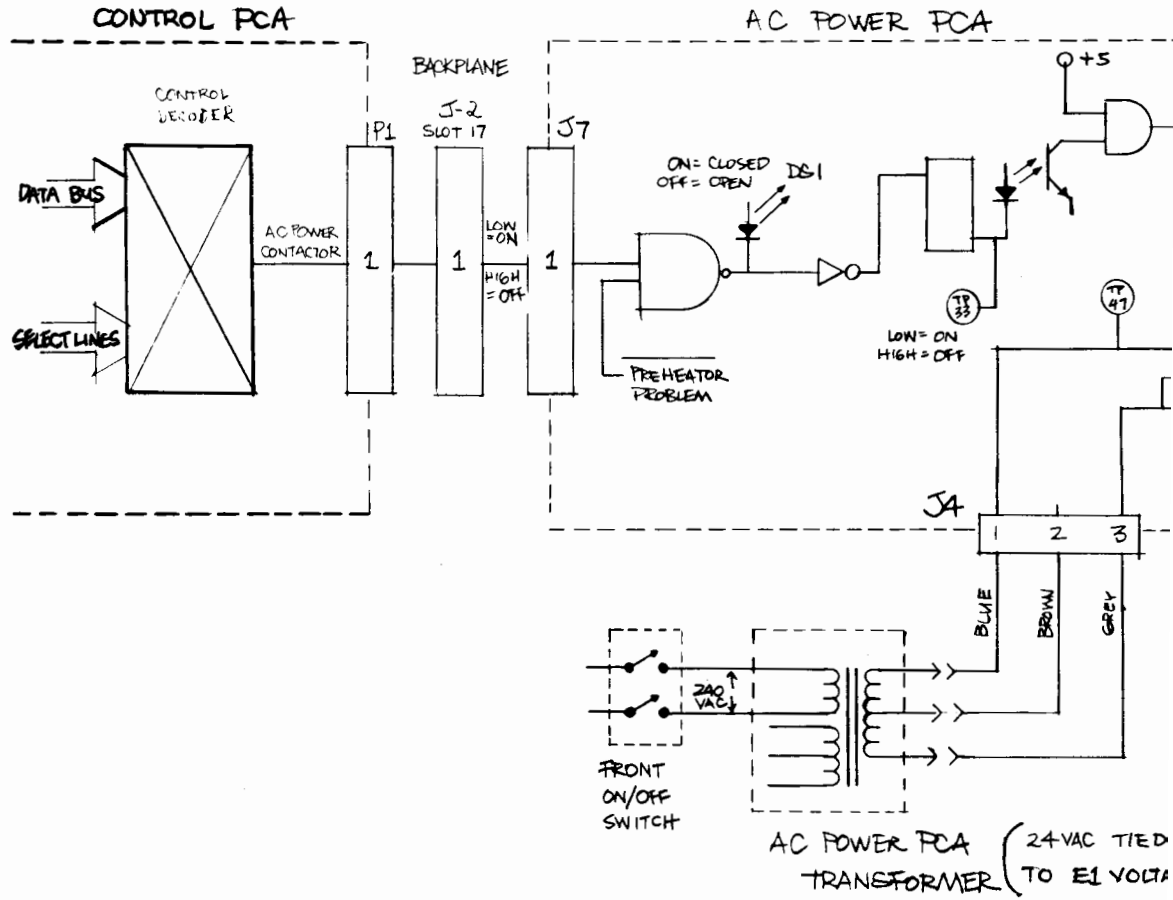 CONTROL PCA
AC POWER PCA
BACKPLANE
CONTROL
DECODER
J-2
SLOT 17
P1
J7
+5
ON = CLOSED
OFF = OPEN
DS1
DATA BUS
AC POWER
CONTACTOR
1
1
LOW
= ON
HIGH
= OFF
1
SELECT LINES
TP
33
TP
47
LOW = ON
HIGH = OFF
PREHEATOR
PROBLEM
J4
1 2 3
BLUE
BROWN
GREY
240
VAC
FRONT
ON/OFF
SWITCH
AC POWER PCA
TRANSFORMER
24 VAC TIED
TO E1 VOLTA